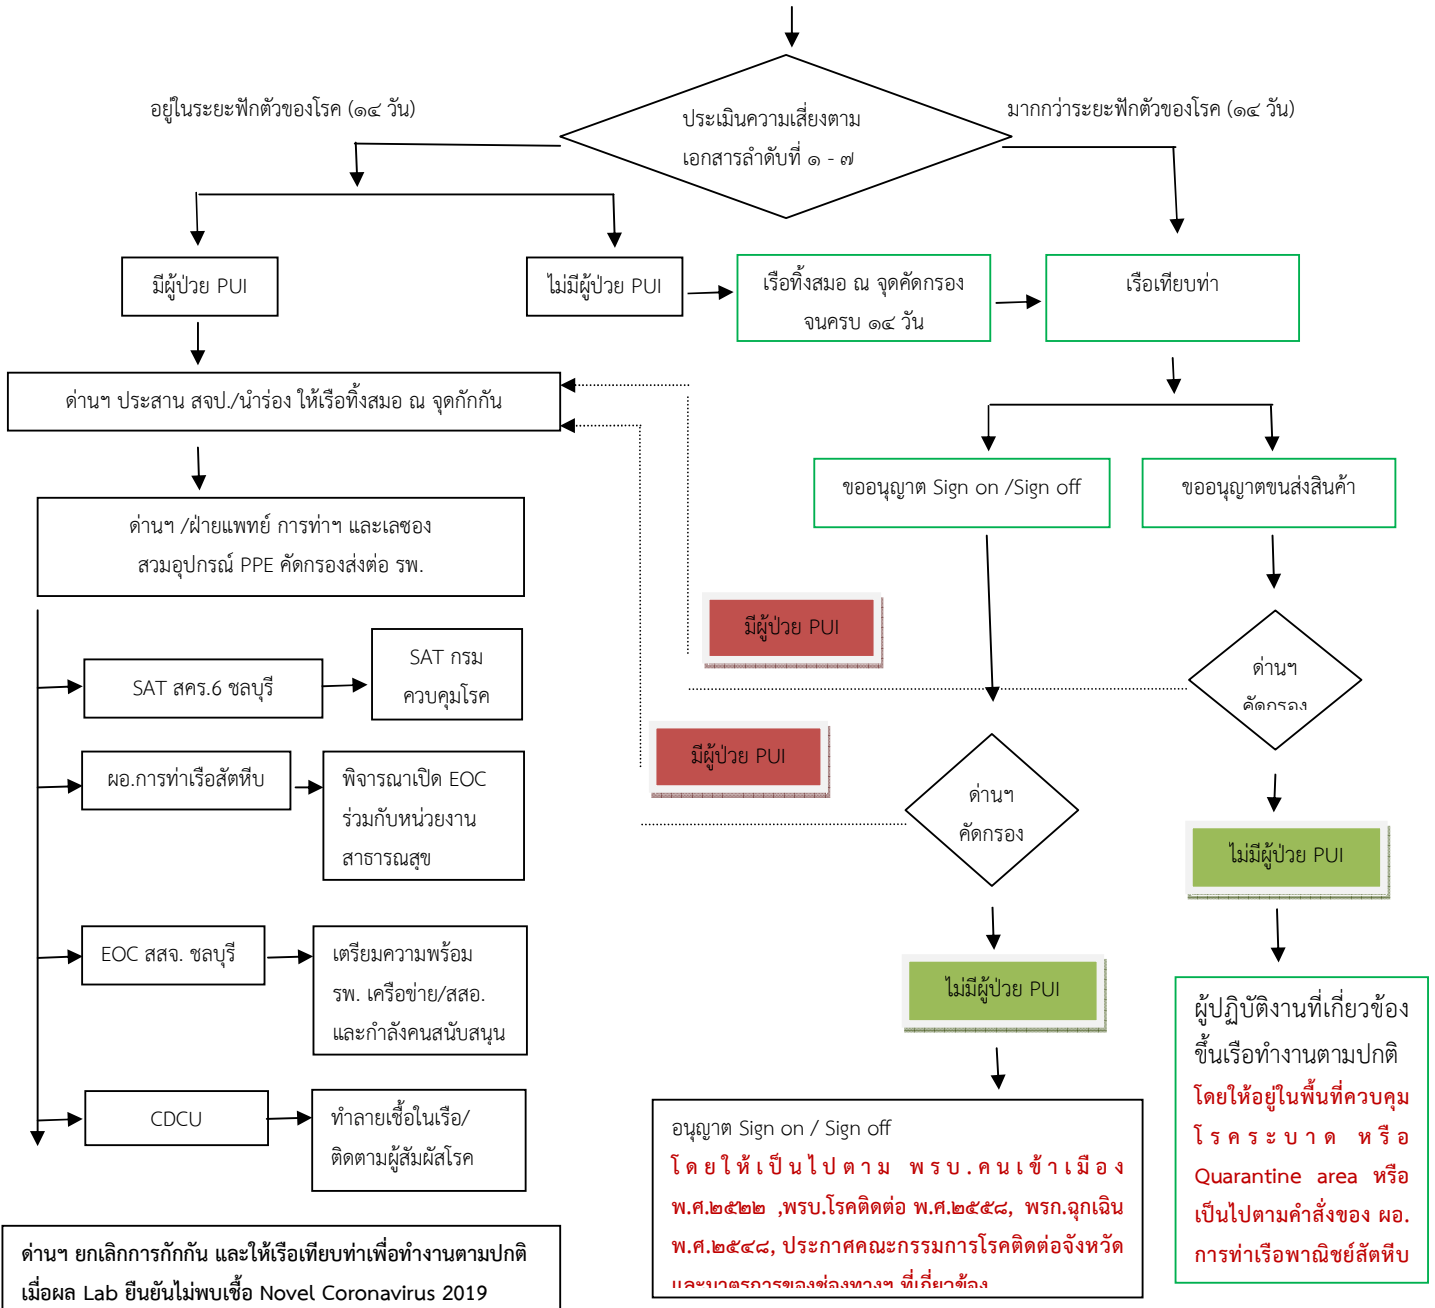 อยู่ในระยะฟักตัวของโรค (๑๔ วัน)
ประเมินความเสี่ยงตาม
เอกสารลำดับที่ ๑ - ๗
มากกว่าระยะฟักตัวของโรค (๑๔ วัน)
มีผู้ป่วย PUI
ไม่มีผู้ป่วย PUI
เรือทิ้งสมอ ณ จุดคัดกรอง
จนครบ ๑๔ วัน
เรือเทียบท่า
ด่านฯ ประสาน สจป./นำร่อง ให้เรือทิ้งสมอ ณ จุดกักกัน
ขออนุญาต Sign on /Sign off
ขออนุญาตขนส่งสินค้า
ด่านฯ /ฝ่ายแพทย์ การท่าฯ และเลซอง
สวมอุปกรณ์ PPE คัดกรองส่งต่อ รพ.
มีผู้ป่วย PUI
ด่านฯ
คัดกรอง
SAT สคร.6 ชลบุรี
SAT กรม
ควบคุมโรค
มีผู้ป่วย PUI
ด่านฯ
คัดกรอง
ผอ.การท่าเรือสัตหีบ
พิจารณาเปิด EOC
ร่วมกับหน่วยงาน
สาธารณสุข
ไม่มีผู้ป่วย PUI
EOC สสจ. ชลบุรี
เตรียมความพร้อม
รพ. เครือข่าย/สสอ.
และกำลังคนสนับสนุน
ไม่มีผู้ป่วย PUI
CDCU
ทำลายเชื้อในเรือ/
ติดตามผู้สัมผัสโรค
อนุญาต Sign on / Sign off
โดยให้เป็นไปตาม พรบ.คนเข้าเมือง
พ.ศ.๒๕๒๒ ,พรบ.โรคติดต่อ พ.ศ.๒๕๕๘, พรก.ฉุกเฉิน
พ.ศ.๒๕๔๘, ประกาศคณะกรรมการโรคติดต่อจังหวัด
และมาตรการของช่องทางฯ ที่เกี่ยวข้อง
ผู้ปฏิบัติงานที่เกี่ยวข้อง
ขึ้นเรือทำงานตามปกติ
โดยให้อยู่ในพื้นที่ควบคุม
โรคระบาด หรือ
Quarantine area หรือ
เป็นไปตามคำสั่งของ ผอ.
การท่าเรือพาณิชย์สัตหีบ
ด่านฯ ยกเลิกการกักกัน และให้เรือเทียบท่าเพื่อทำงานตามปกติ
เมื่อผล Lab ยืนยันไม่พบเชื้อ Novel Coronavirus 2019